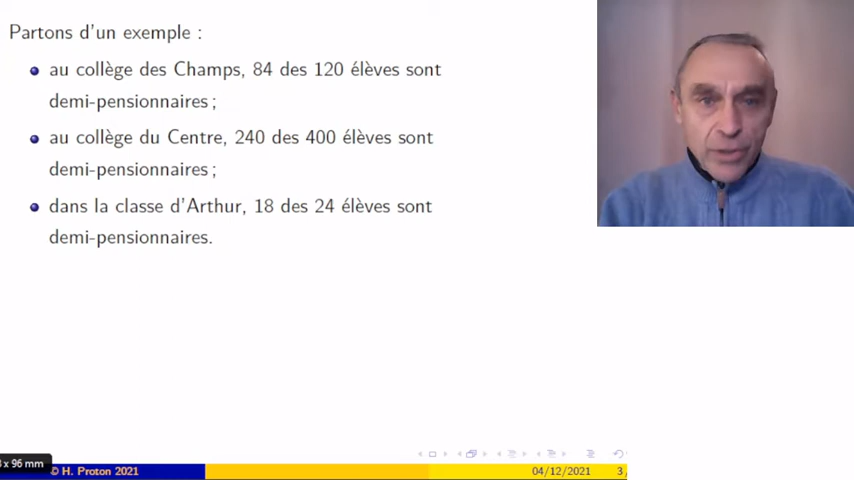 Partons d'un exemple :
au collège des Champs, 84 des 120 élèves sont
demi-pensionnaires ;
au collège du Centre, 240 des 400 élèves sont
demi-pensionnaires ;
dans la classe d'Arthur, 18 des 24 élèves sont
demi-pensionnaires.
x 96 mm
© H. Proton 2021
04/12/2021
3